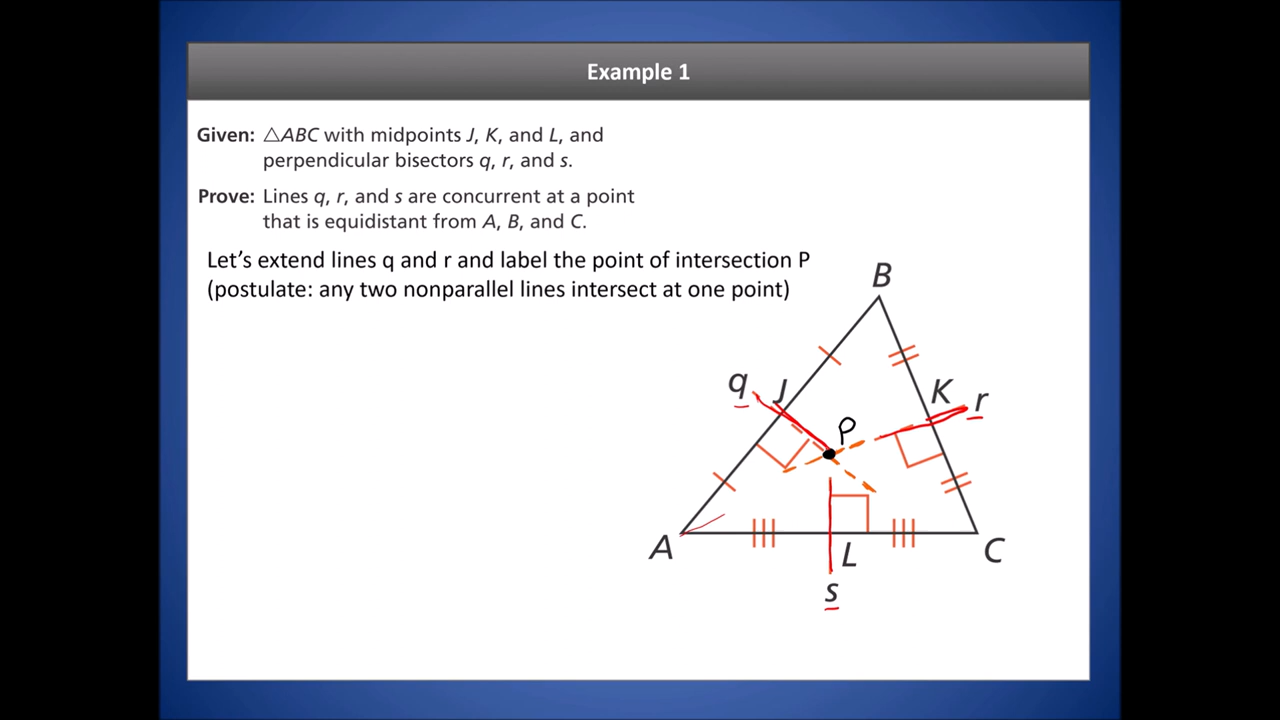 Example 1
Given: △ABC with midpoints J, K, and L, and
perpendicular bisectors q, r, and s.
Prove: Lines q, r, and s are concurrent at a point
that is equidistant from A, B, and C.
Let’s extend lines q and r and label the point of intersection P
(postulate: any two nonparallel lines intersect at one point)
B
q J K r
P
A L C
s